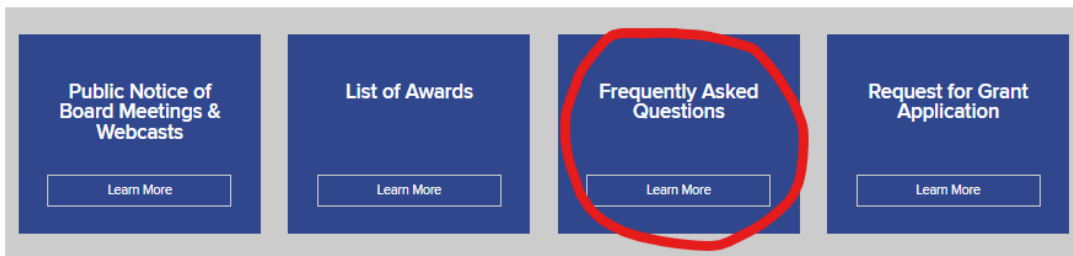 Public Notice of
Board Meetings &
Webcasts
Learn More
List of Awards
Learn More
Frequently Asked
Questions
Learn More
Request for Grant
Application
Learn More